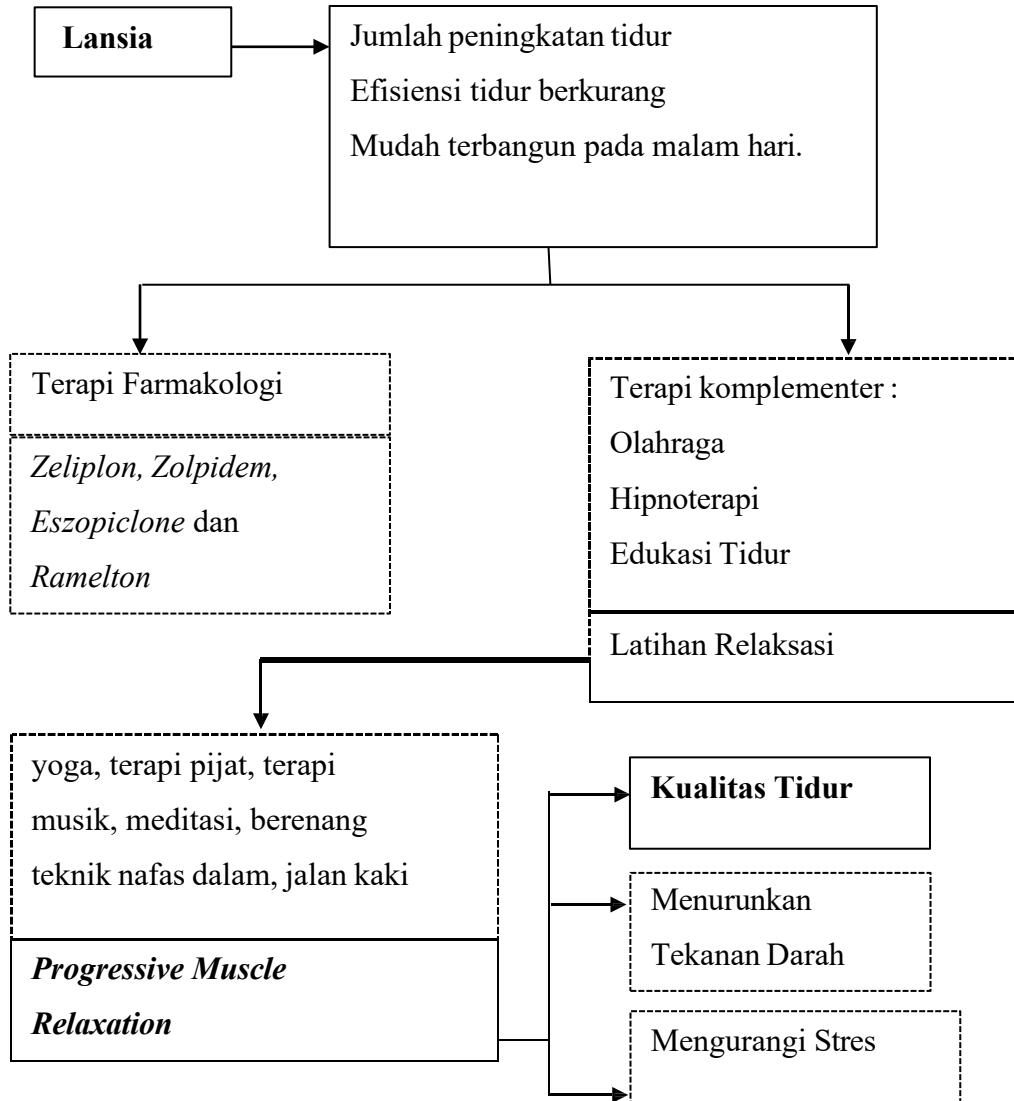 Lansia
Jumlah peningkatan tidur
Efisiensi tidur berkurang
Mudah terbangun pada malam hari.
Terapi Farmakologi
Zeliplon, Zolpidem,
Eszopiclone dan
Ramelton
Terapi komplementer :
Olahraga
Hipnoterapi
Edukasi Tidur
Latihan Relaksasi
yoga, terapi pijat, terapi
musik, meditasi, berenang
teknik nafas dalam, jalan kaki
Progressive Muscle
Relaxation
Kualitas Tidur
Menurunkan
Tekanan Darah
Mengurangi Stres